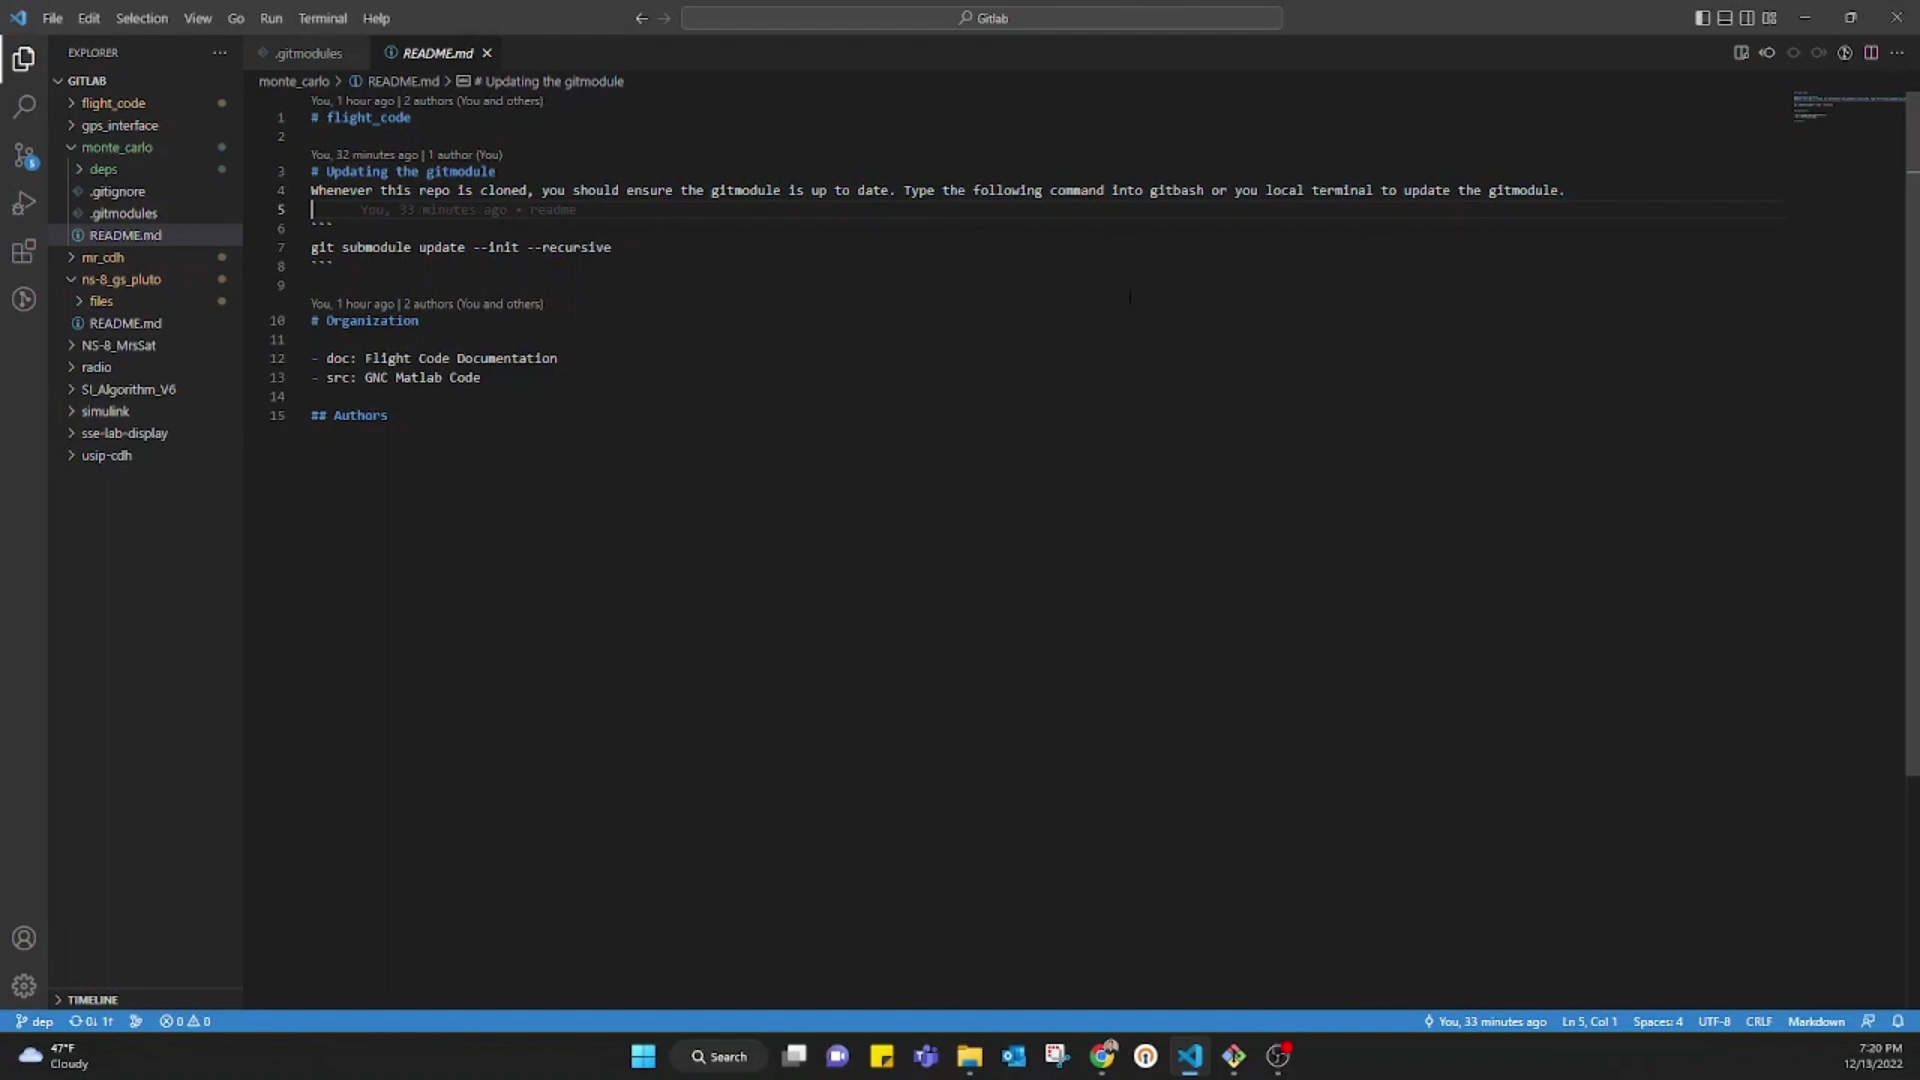 File Edit Selection View Go Run Terminal Help
Gitlab
EXPLORER
.gitmodules
README.md
GITLAB
flight_code
gps_interface
monte_carlo
deps
.gitignore
.gitmodules
README.md
mr_cdh
ns-8_gs_pluto
files
README.md
NS-8_MrsSat
radio
SI_Algorithm_V6
simulink
sse-lab-display
usip-cdh
TIMELINE
monte_carlo > README.md > # Updating the gitmodule
You, 1 hour ago | 2 authors (You and others)
1 # flight_code
2
You, 32 minutes ago | 1 author (You)
3 # Updating the gitmodule
4 Whenever this repo is cloned, you should ensure the gitmodule is up to date. Type the following command into gitbash or you local terminal to update the gitmodule.
5 You, 33 minutes ago • readme
6 ```
7 git submodule update --init --recursive
8 ```
9
You, 1 hour ago | 2 authors (You and others)
10 # Organization
11
12 - doc: Flight Code Documentation
13 - src: GNC Matlab Code
14
15 ## Authors
dep 0↓ 1↑ 0 0
You, 33 minutes ago Ln 5, Col 1 Spaces: 4 UTF-8 CRLF Markdown
47°F
Cloudy
Search
7:20 PM
12/13/2022